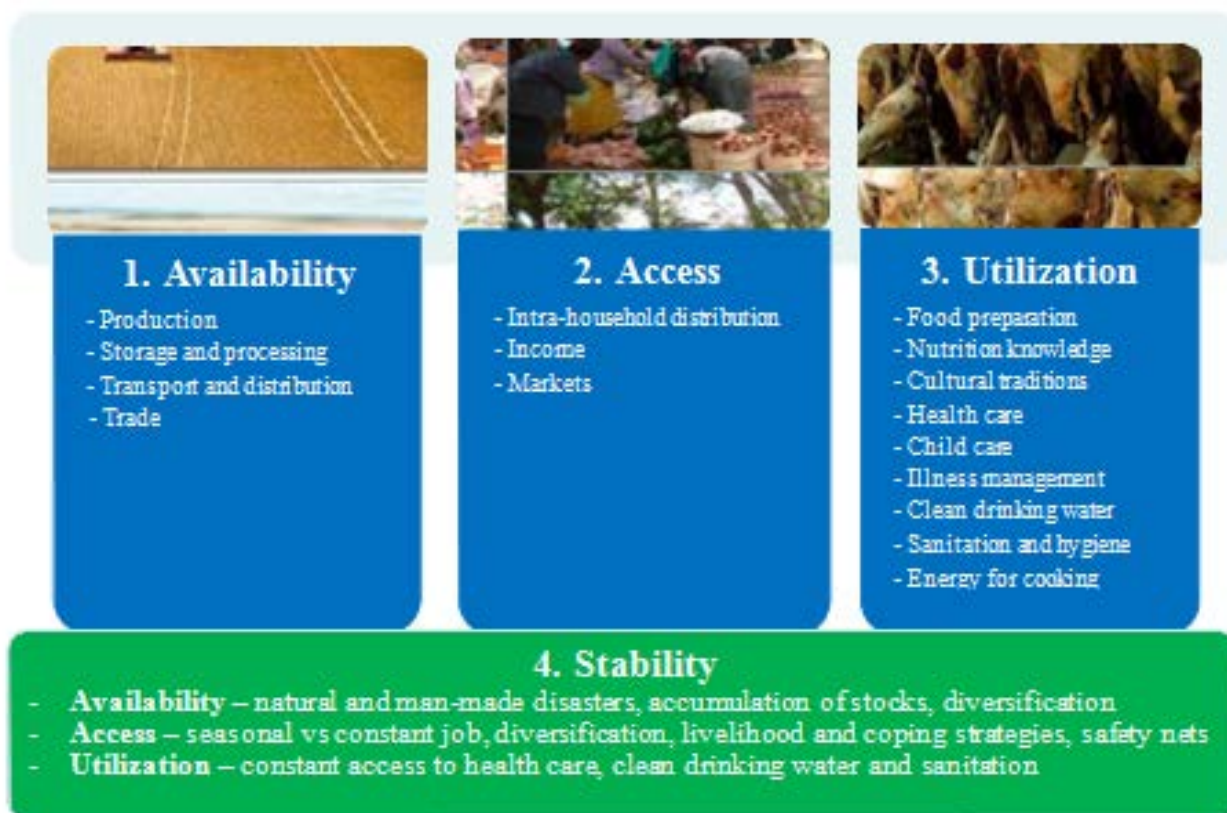 1. Availability
- Production
- Storage and processing
- Transport and distribution
- Trade
2. Access
- Intra-household distribution
- Income
- Markets
3. Utilization
- Food preparation
- Nutrition knowledge
- Cultural traditions
- Health care
- Child care
- Illness management
- Clean drinking water
- Sanitation and hygiene
- Energy for cooking
4. Stability
- Availability – natural and man-made disasters, accumulation of stocks, diversification
- Access – seasonal vs constant job, diversification, livelihood and coping strategies, safety nets
- Utilization – constant access to health care, clean drinking water and sanitation